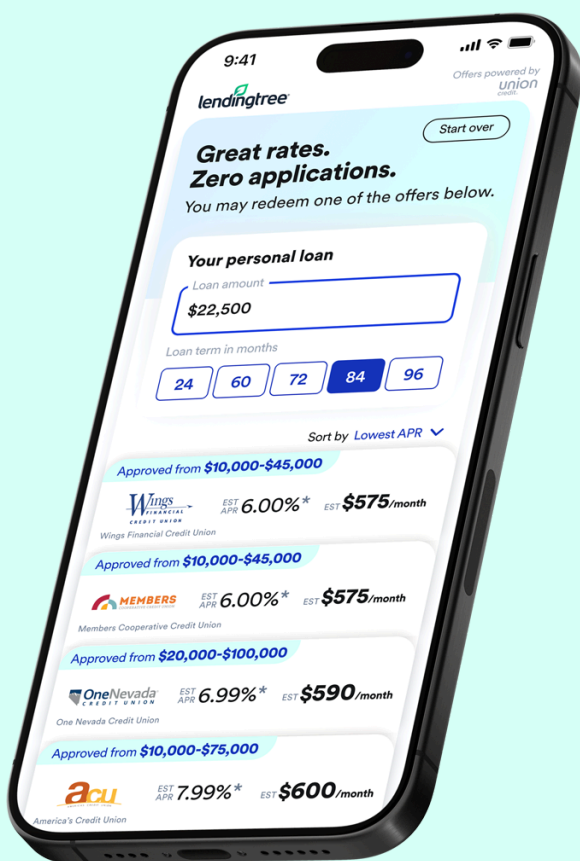 9:41
Offers powered by
union
credit.
lendingtree
Start over
Great rates.
Zero applications.
You may redeem one of the offers below.
Your personal loan
Loan amount
$22,500
Loan term in months
24 60 72 84 96
Sort by Lowest APR
Approved from $10,000-$45,000
Wings
FINANCIAL
CREDIT UNION
EST APR 6.00%* EST $575/month
Wings Financial Credit Union
Approved from $10,000-$45,000
MEMBERS
COOPERATIVE CREDIT UNION
EST APR 6.00%* EST $575/month
Members Cooperative Credit Union
Approved from $20,000-$100,000
OneNevada
CREDIT UNION
EST APR 6.99%* EST $590/month
One Nevada Credit Union
Approved from $10,000-$75,000
acu
EST APR 7.99%* EST $600/month
America's Credit Union